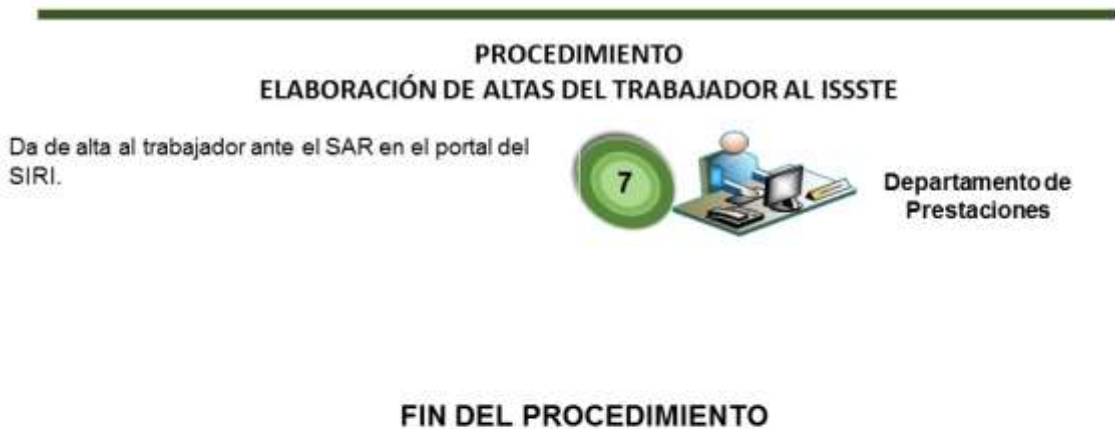 PROCEDIMIENTO
ELABORACIÓN DE ALTAS DEL TRABAJADOR AL ISSSTE
Da de alta al trabajador ante el SAR en el portal del
SIRI.
7
Departamento de
Prestaciones
FIN DEL PROCEDIMIENTO